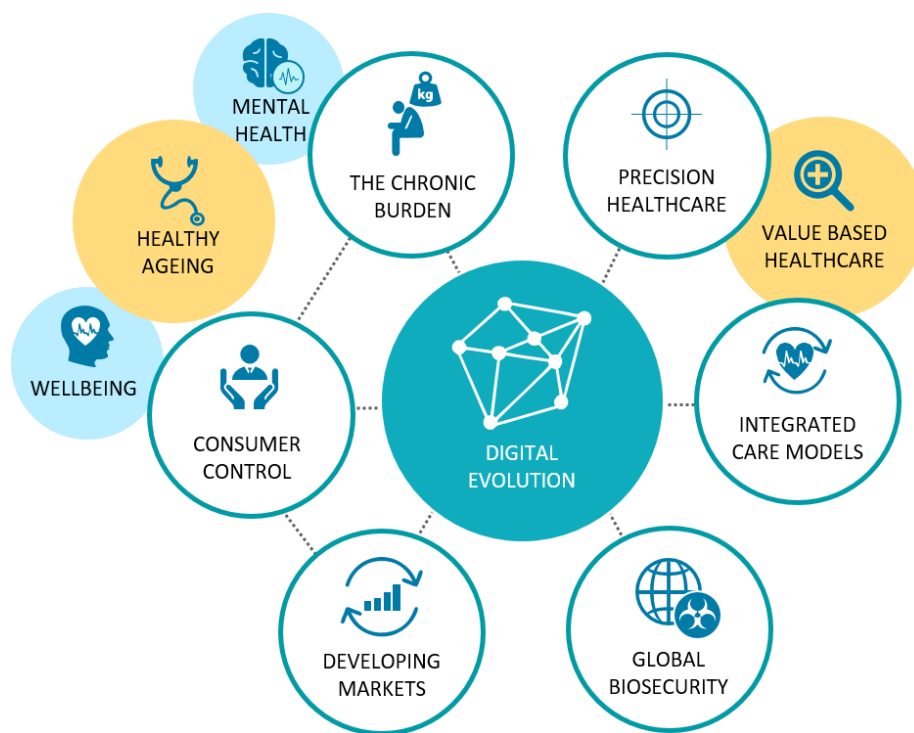 MENTAL
HEALTH
kg
THE CHRONIC
BURDEN
PRECISION
HEALTHCARE
HEALTHY
AGEING
VALUE BASED
HEALTHCARE
WELLBEING
CONSUMER
CONTROL
DIGITAL
EVOLUTION
INTEGRATED
CARE MODELS
DEVELOPING
MARKETS
GLOBAL
BIOSECURITY